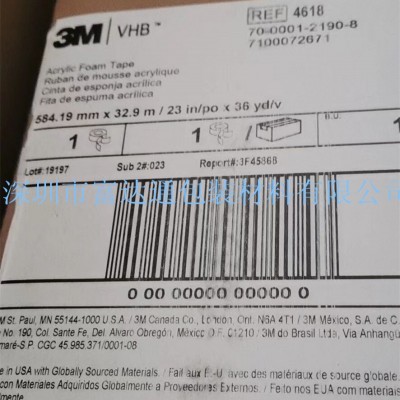 3M | VHB™
REF 4618
70-0001-2190-8
7100072671
Acrylic Foam Tape
Ruban de mousse acrylique
Cinta de espuma acrílica
Fita de espuma acrílica
584.19 mm x 32.9 m / 23 in/po x 36 yd/v
1 1 / B.U. 1
Lot#:19197 Sub 2#:023 Report#:3F45868
深圳市富达通包装材料有限公司
0 00 00000 00000 0
M St. Paul, MN 55144-1000 U.S.A. / 3M Canada Co., London, Ont. N6A 4T1 / 3M México, S.A. de C.
No. 190, Col. Sante Fe, Del. Alvaro Obregón, México D.F. 01210 / 3M do Brasil Ltda, Via Anhangu
maré-S.P. CGC 45.985.371/0001-08
e in USA with Globally Sourced Materials. / Fait aux É.-U. avec des matériaux de source globale.
con Materiales Adquiridos Globalmente a Proveedores Externos. / Feito nos EUA com materiais